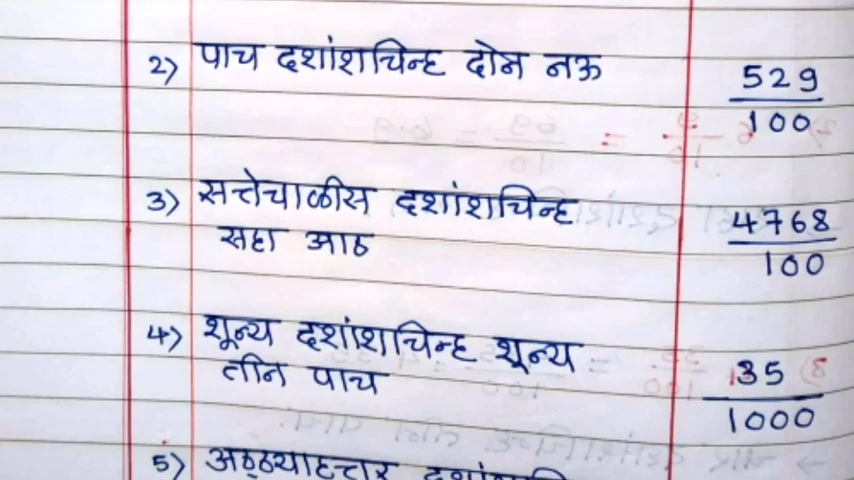 2) पाच दशांशचिन्ह दोन नऊ 529/100
3) सत्तेचाळीस दशांशचिन्ह
सहा आठ 4768/100
4) शून्य दशांशचिन्ह शून्य
तीन पाच 35/1000
5) अठ्ठ्याहत्तर